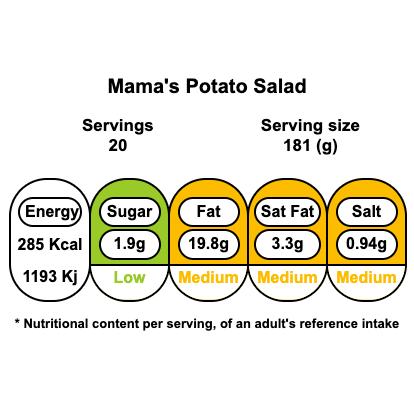 Mama's Potato Salad
Servings Serving size
20 181 (g)
Energy Sugar Fat Sat Fat Salt
285 Kcal 1.9g 19.8g 3.3g 0.94g
1193 Kj Low Medium Medium Medium
* Nutritional content per serving, of an adult's reference intake